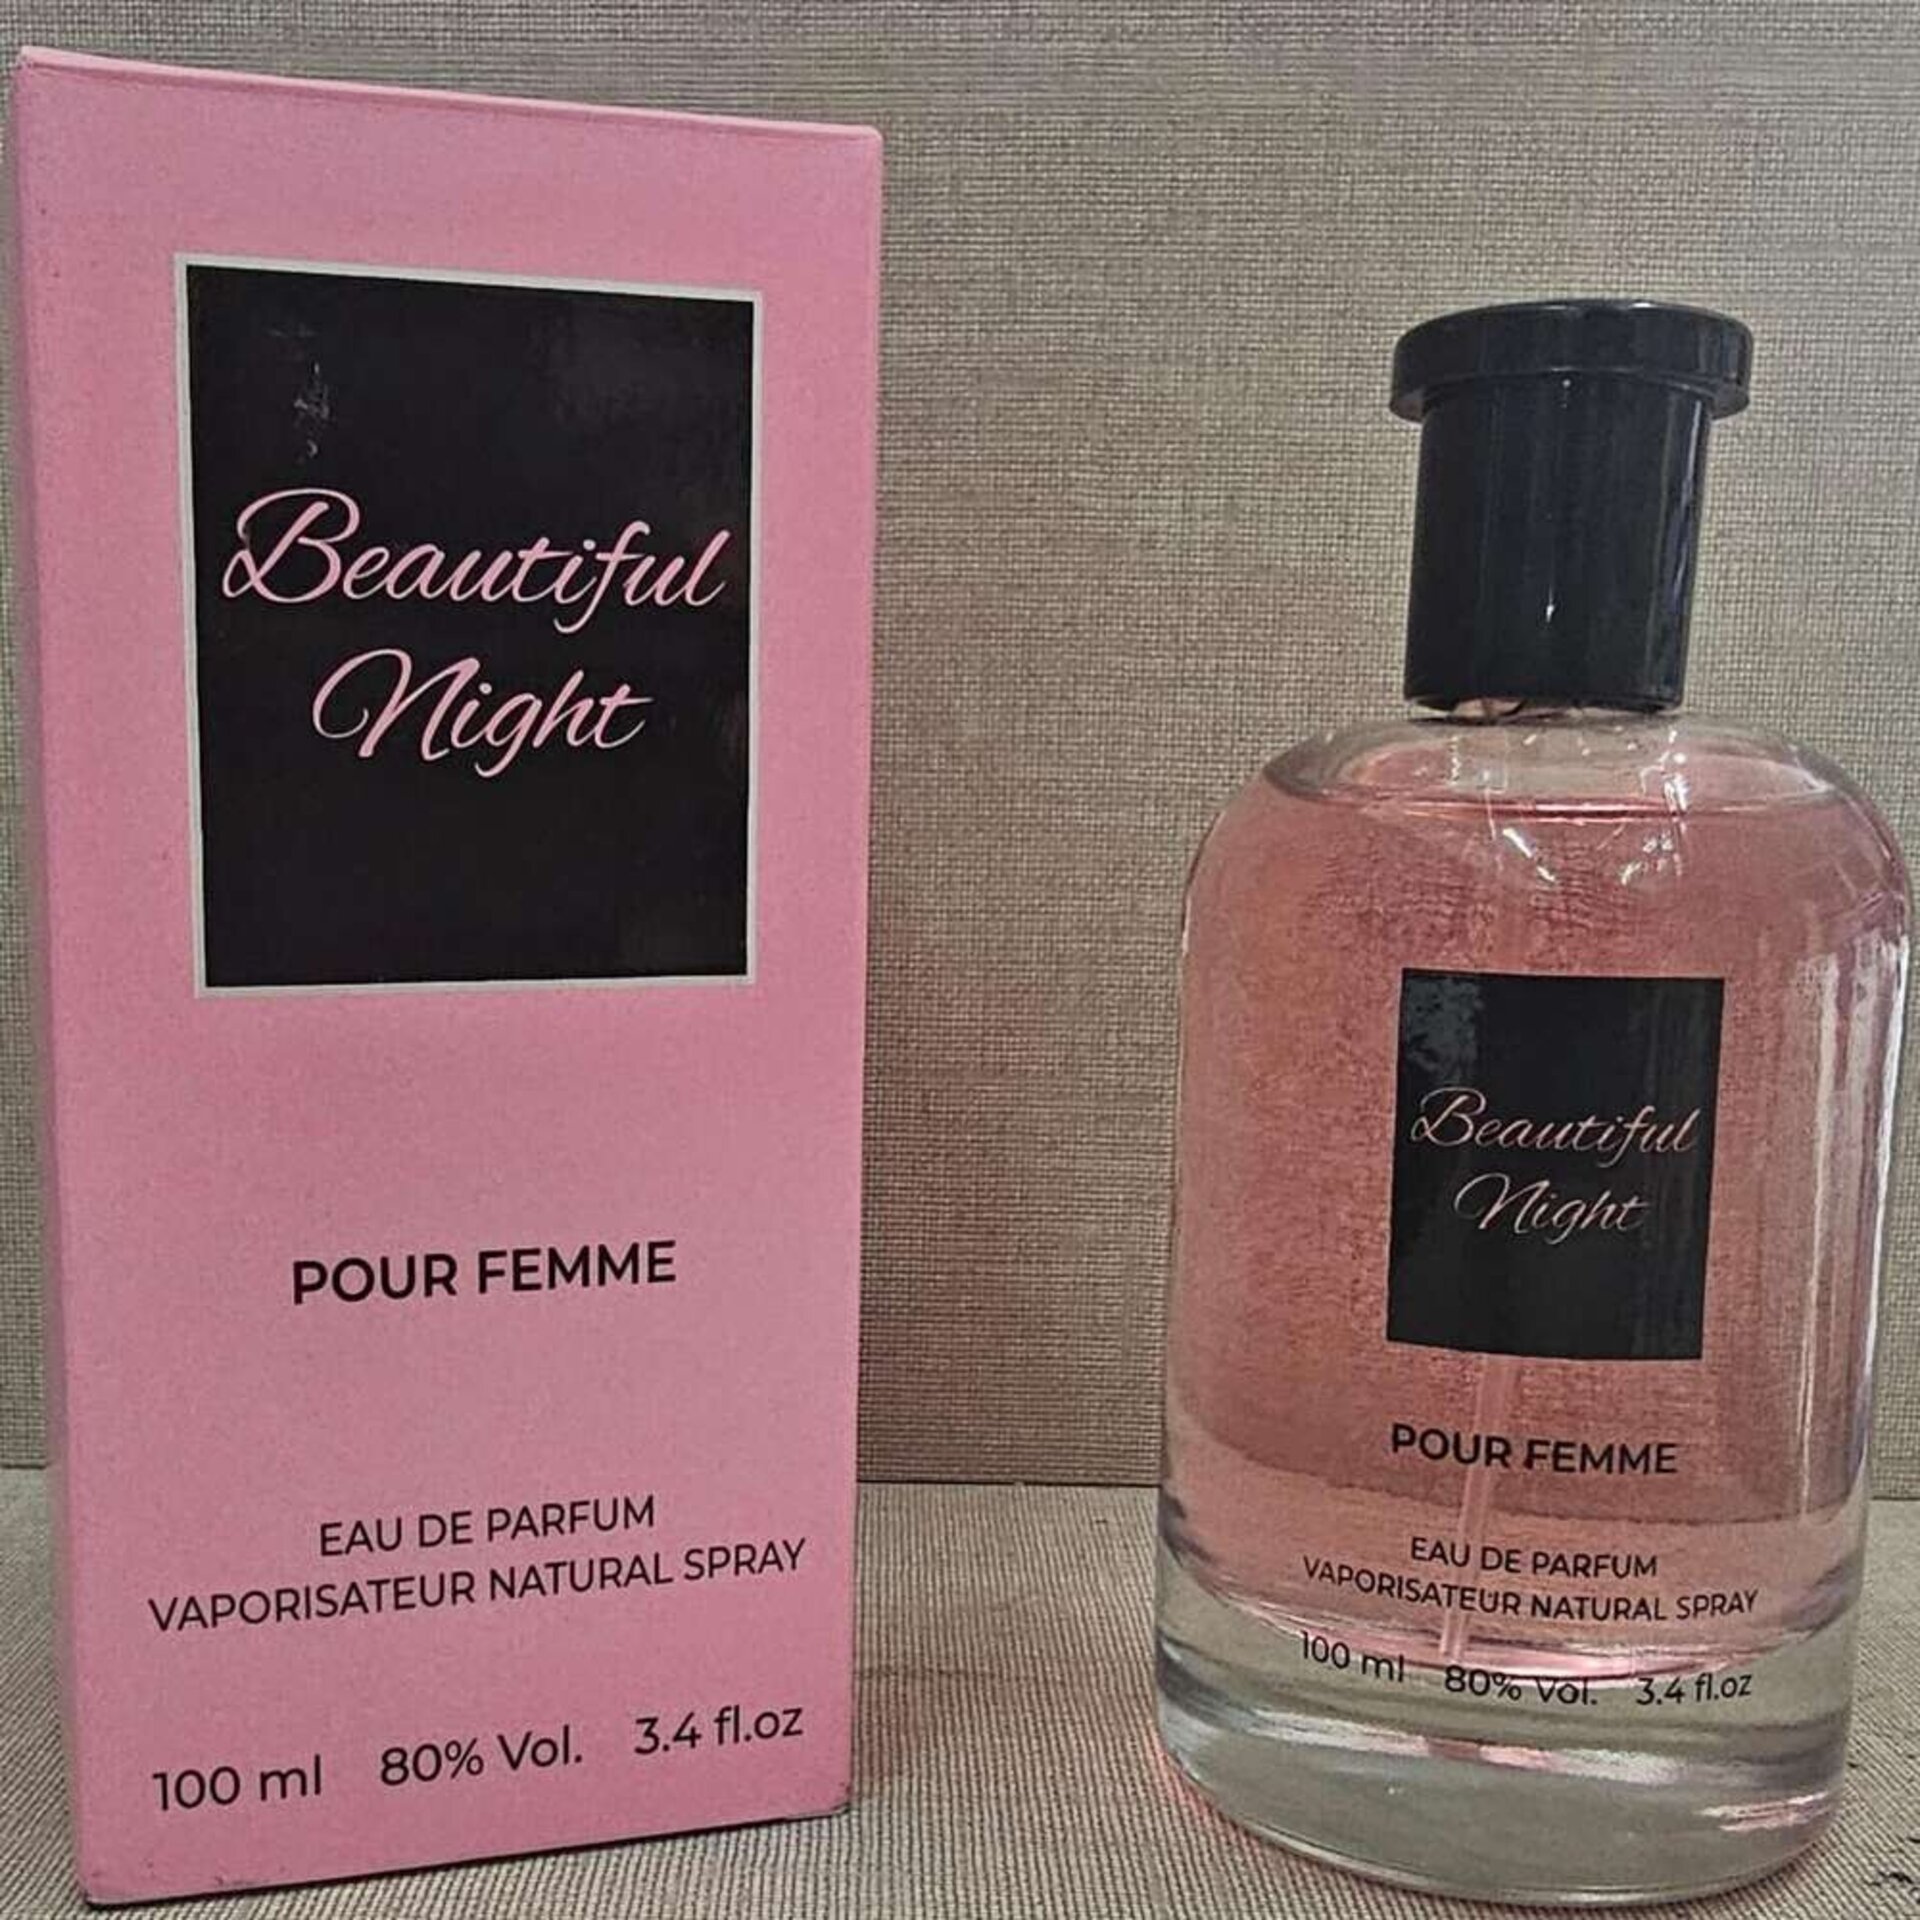 Beautiful
Night
POUR FEMME
EAU DE PARFUM
VAPORISATEUR NATURAL SPRAY
100 ml 80% Vol. 3.4 fl.oz
Beautiful
Night
POUR FEMME
EAU DE PARFUM
VAPORISATEUR NATURAL SPRAY
100 ml 80% Vol. 3.4 fl.oz